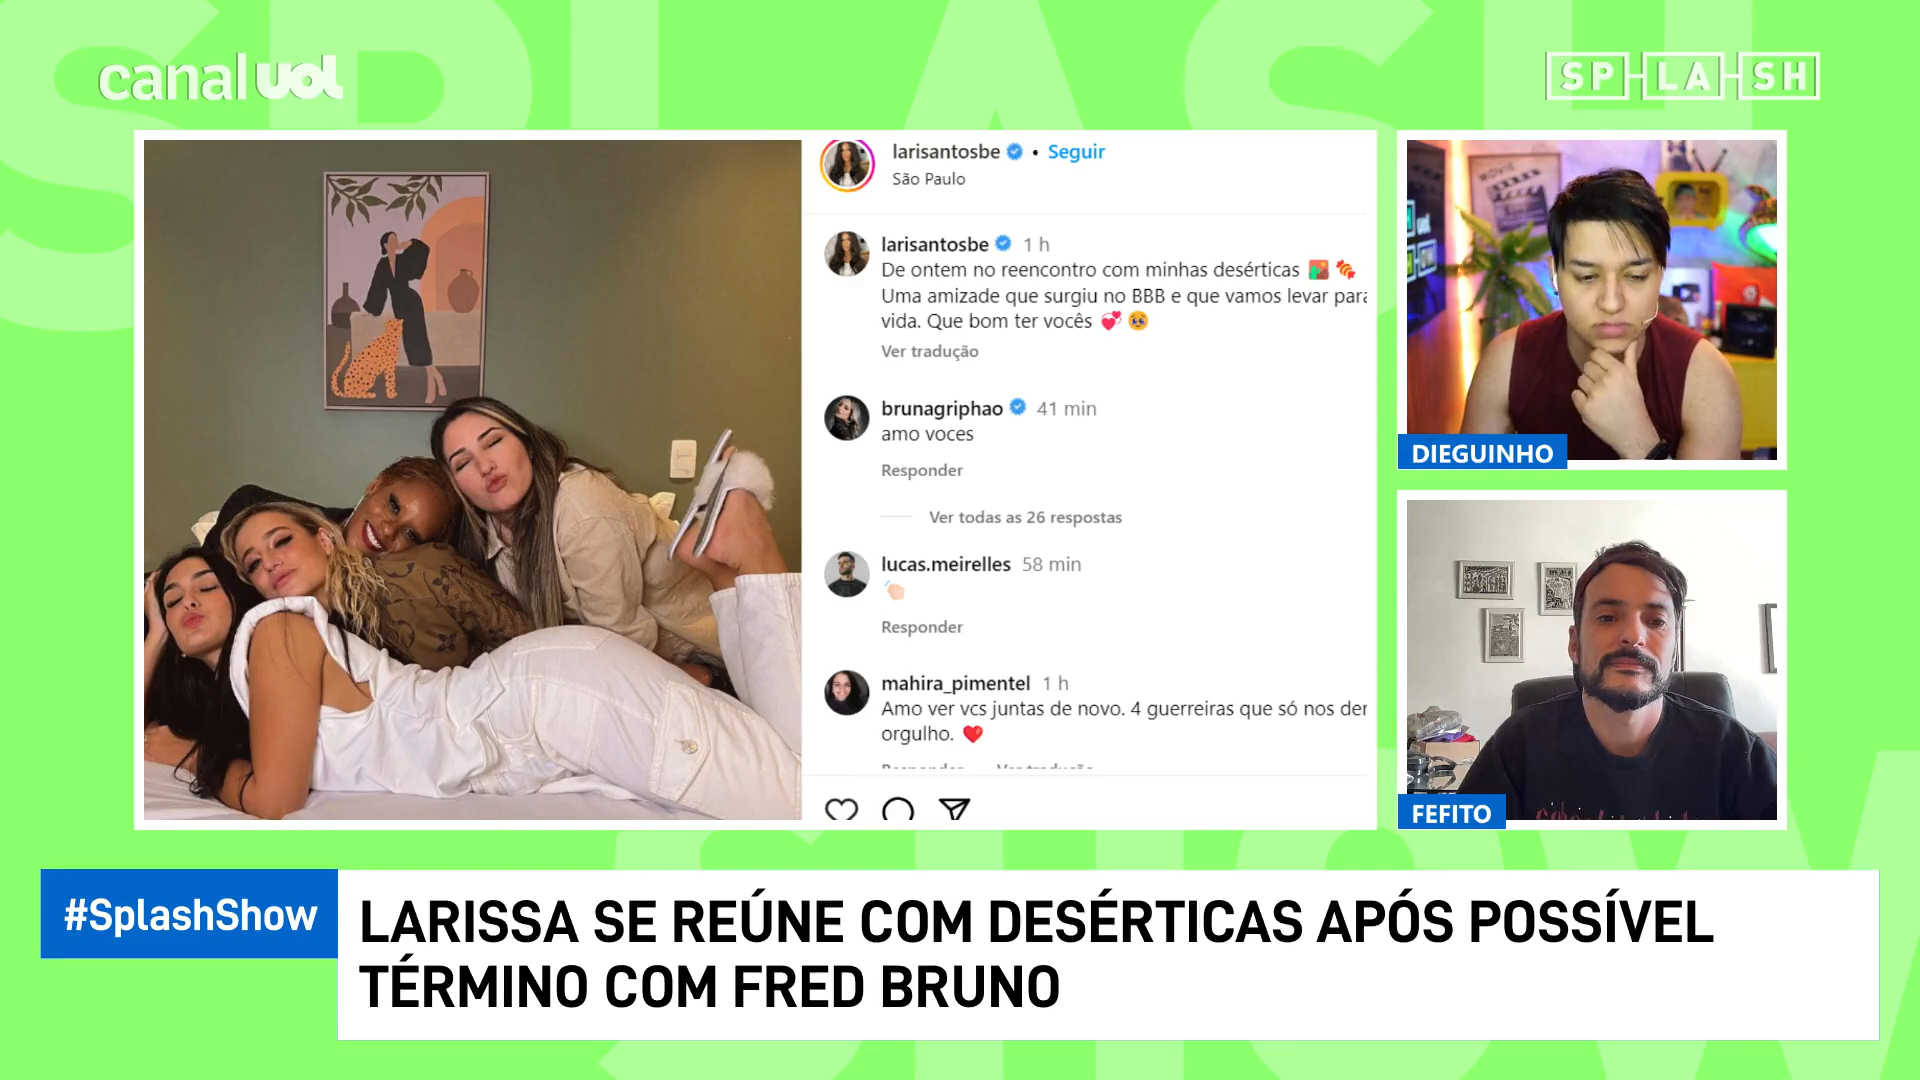 canal UOL
SPLASH
larisantosbe • Seguir
São Paulo
larisantosbe 1 h
De ontem no reencontro com minhas desérticas
Uma amizade que surgiu no BBB e que vamos levar para
vida. Que bom ter vocês
Ver tradução
brunagriphao 41 min
amo voces
Responder
Ver todas as 26 respostas
lucas.meirelles 58 min
Responder
mahira_pimentel 1 h
Amo ver vcs juntas de novo. 4 guerreiras que só nos
orgulho.
Responder Ver tradução
DIEGUINHO
FEFITO
#SplashShow
LARISSA SE REÚNE COM DESÉRTICAS APÓS POSSÍVEL
TÉRMINO COM FRED BRUNO